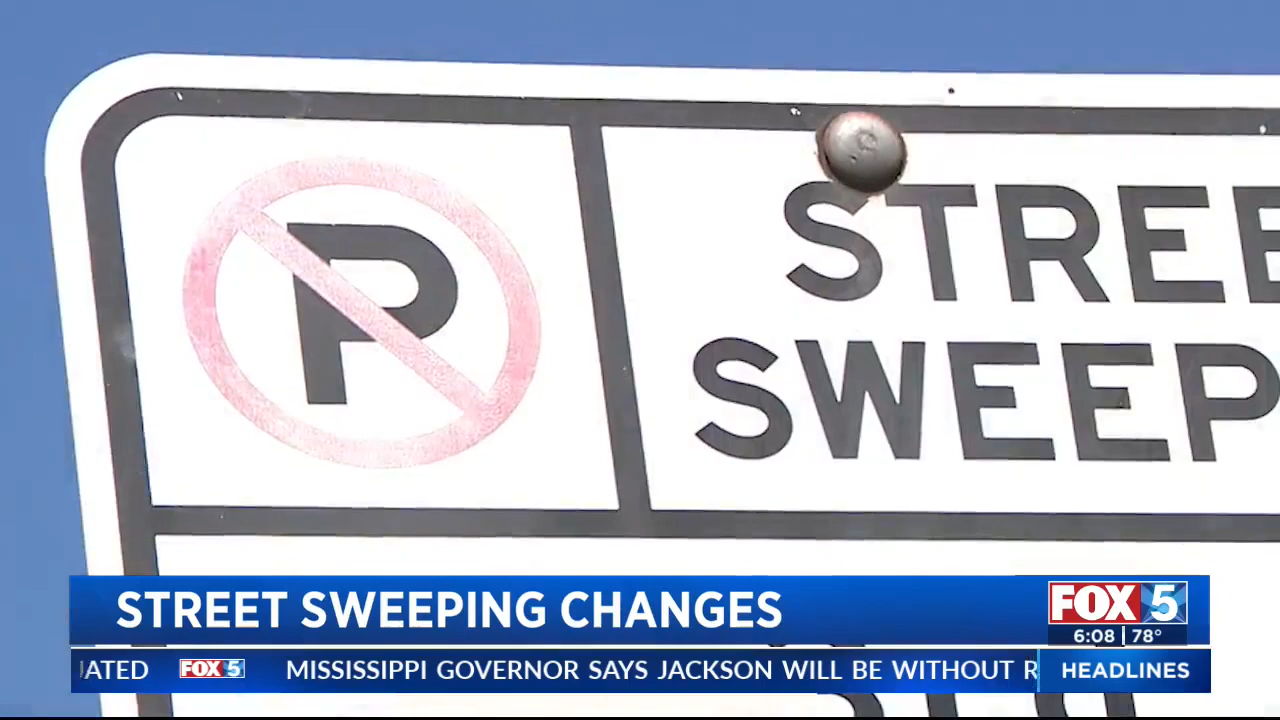 P
STREE
SWEEP
STREET SWEEPING CHANGES
FOX 5
6:08 | 78°
IATED FOX 5 MISSISSIPPI GOVERNOR SAYS JACKSON WILL BE WITHOUT R
HEADLINES